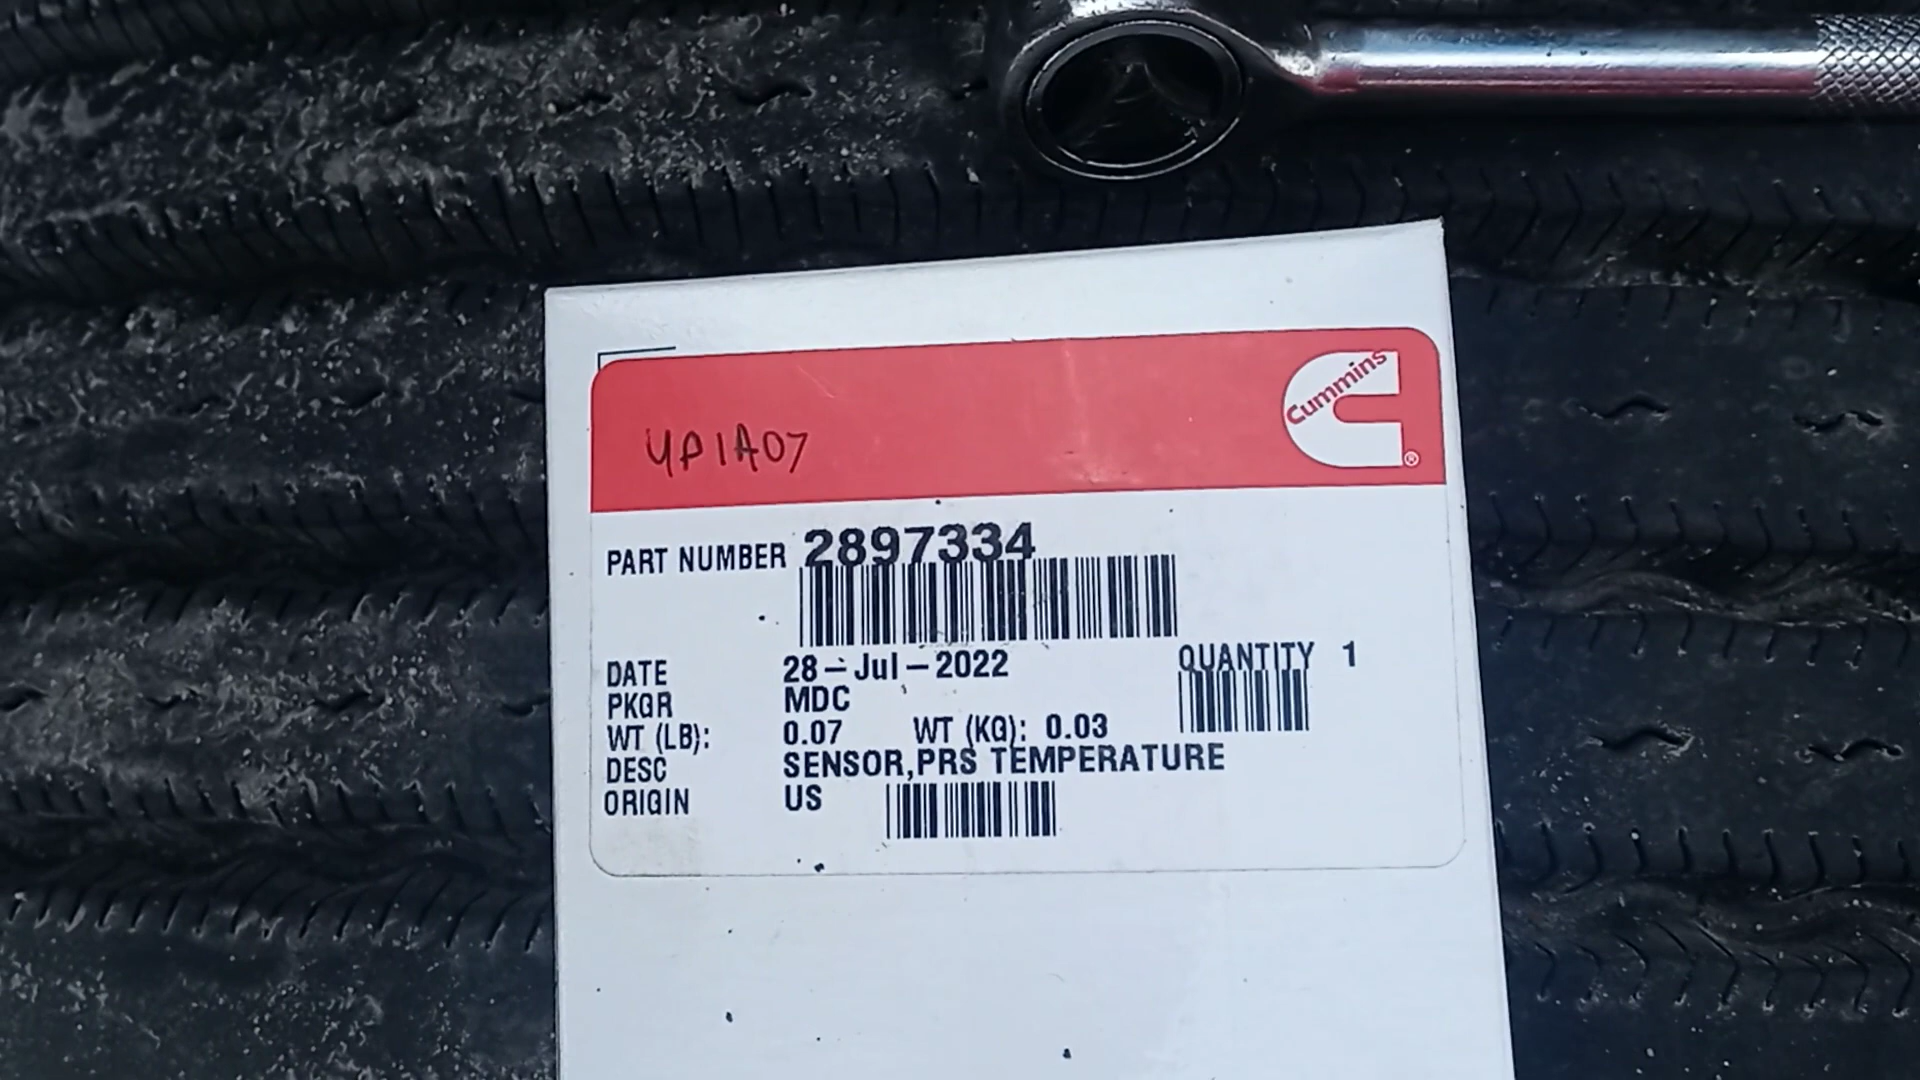 Cummins
®
4P1A07
PART NUMBER 2897334
DATE 28-Jul-2022 QUANTITY 1
PKGR MDC
WT (LB): 0.07 WT (KG): 0.03
DESC SENSOR,PRS TEMPERATURE
ORIGIN US